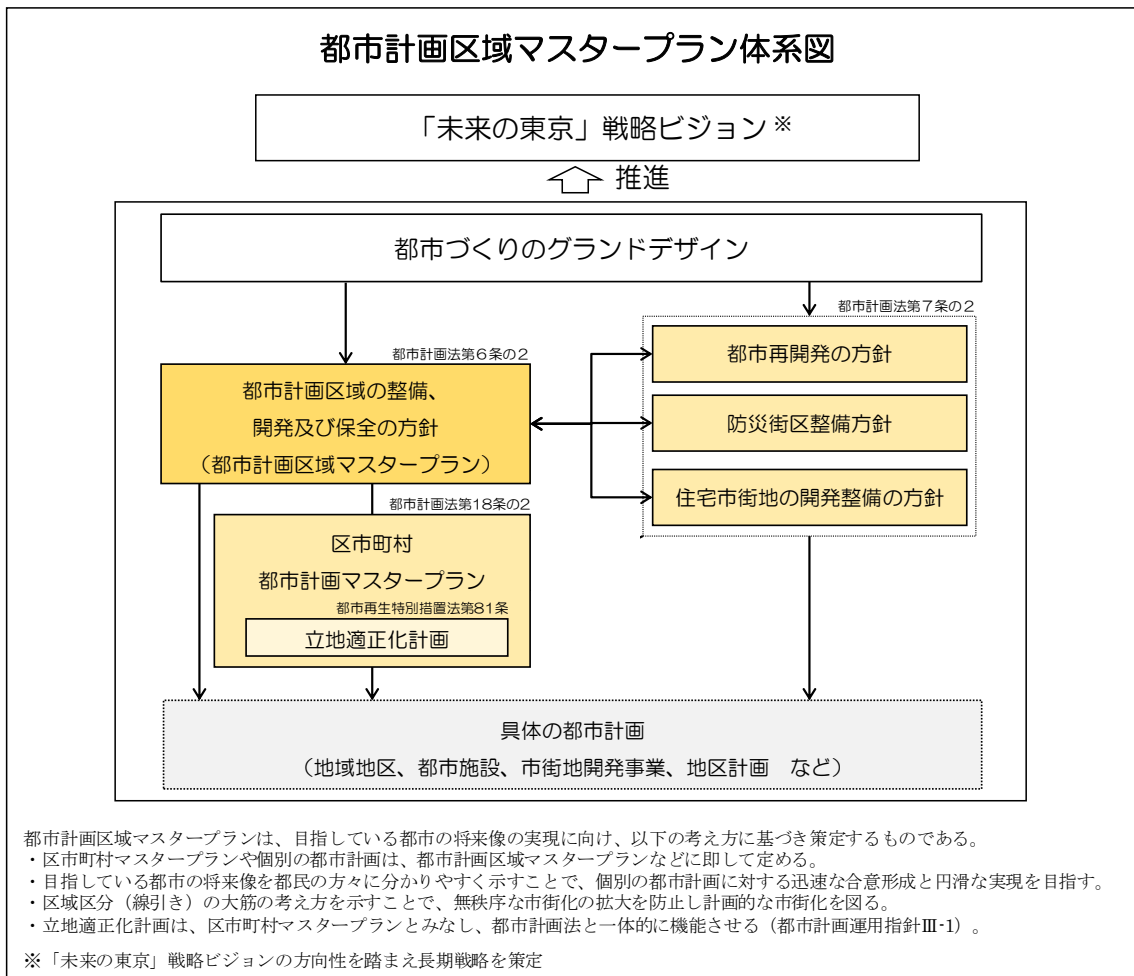 都市計画区域マスタープラン体系図
「未来の東京」戦略ビジョン※
推進
都市づくりのグランドデザイン
都市計画法第7条の2
都市計画法第6条の2
都市計画区域の整備、
開発及び保全の方針
（都市計画区域マスタープラン）
都市再開発の方針
防災街区整備方針
住宅市街地の開発整備の方針
都市計画法第18条の2
区市町村
都市計画マスタープラン
都市再生特別措置法第81条
立地適正化計画
具体の都市計画
（地域地区、都市施設、市街地開発事業、地区計画　など）
都市計画区域マスタープランは、目指している都市の将来像の実現に向け、以下の考え方に基づき策定するものである。
・区市町村マスタープランや個別の都市計画は、都市計画区域マスタープランなどに即して定める。
・目指している都市の将来像を都民の方々に分かりやすく示すことで、個別の都市計画に対する迅速な合意形成と円滑な実現を目指す。
・区域区分（線引き）の大筋の考え方を示すことで、無秩序な市街化の拡大を防止し計画的な市街化を図る。
・立地適正化計画は、区市町村マスタープランとみなし、都市計画法と一体的に機能させる（都市計画運用指針Ⅲ-1）。
※「未来の東京」戦略ビジョンの方向性を踏まえ長期戦略を策定